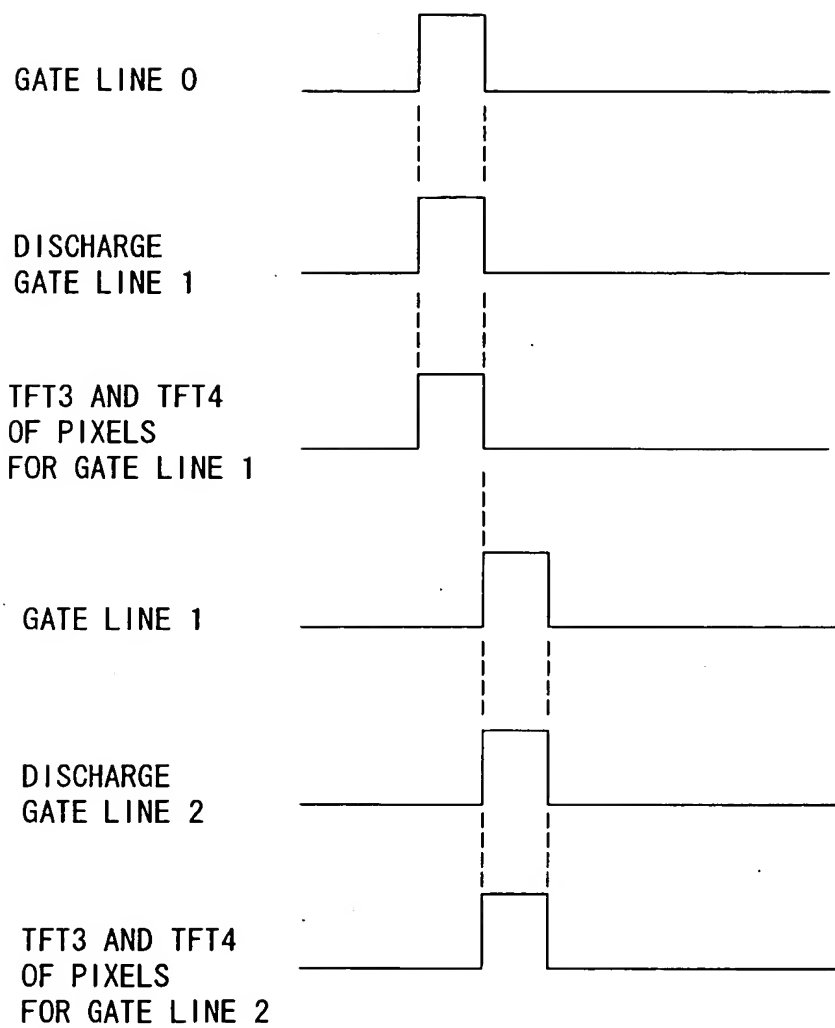 GATE LINE 0
DISCHARGE
GATE LINE 1
TFT3 AND TFT4
OF PIXELS
FOR GATE LINE 1
GATE LINE 1
DISCHARGE
GATE LINE 2
TFT3 AND TFT4
OF PIXELS
FOR GATE LINE 2